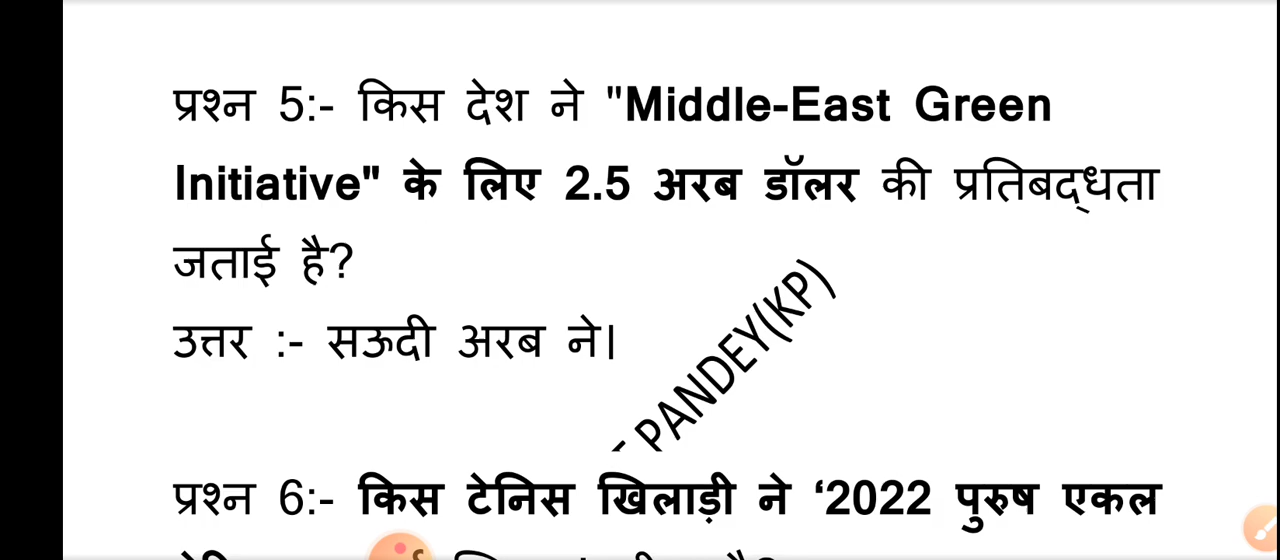 प्रश्न 5:- किस देश ने "Middle-East Green
Initiative" के लिए 2.5 अरब डॉलर की प्रतिबद्धता
जताई है?
उत्तर :- सऊदी अरब ने।
PANDEY(KP)
प्रश्न 6:- किस टेनिस खिलाड़ी ने ‘2022 पुरुष एकल